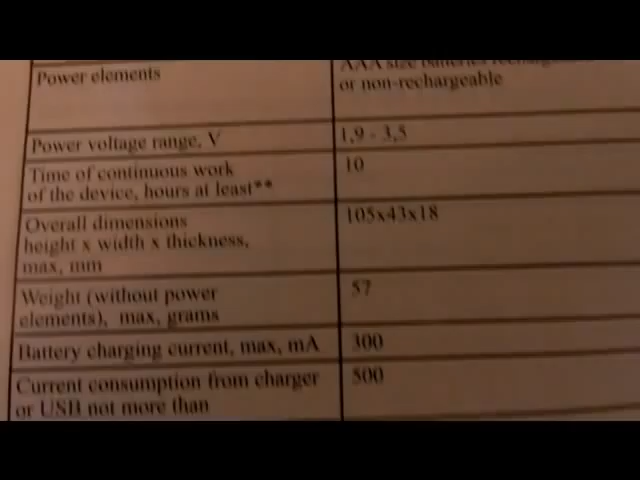 Power elements
AAA size batteries
or non-rechargeable
Power voltage range, V
1,9 - 3,5
Time of continuous work
of the device, hours at least**
10
Overall dimensions
height x width x thickness,
max, mm
105x43x18
Weight (without power
elements), max, grams
57
Battery charging current, max, mA
300
Current consumption from charger
or USB not more than
500